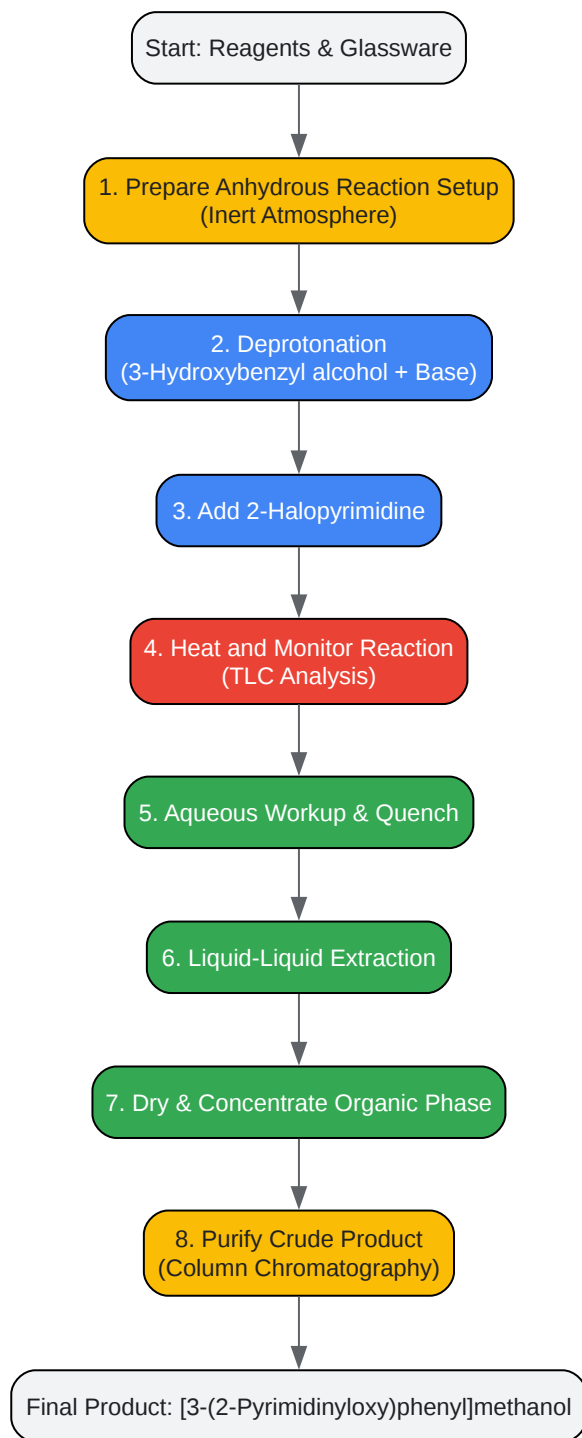 Start: Reagents & Glassware
1. Prepare Anhydrous Reaction Setup
(Inert Atmosphere)
2. Deprotonation
(3-Hydroxybenzyl alcohol + Base)
3. Add 2-Halopyrimidine
4. Heat and Monitor Reaction
(TLC Analysis)
5. Aqueous Workup & Quench
6. Liquid-Liquid Extraction
7. Dry & Concentrate Organic Phase
8. Purify Crude Product
(Column Chromatography)
Final Product: [3-(2-Pyrimidinyloxy)phenyl]methanol